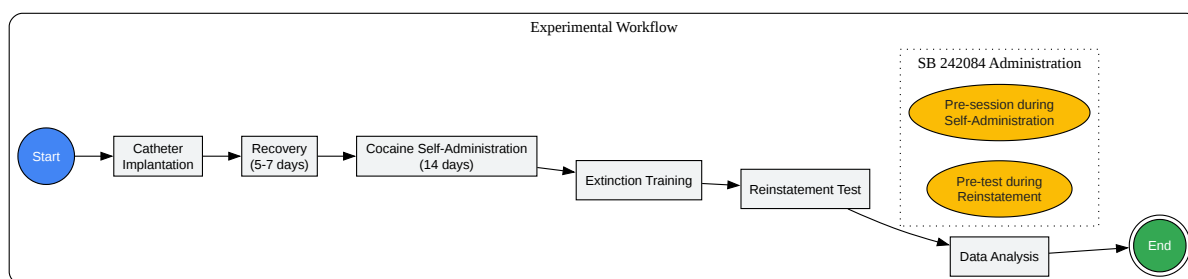 Experimental Workflow
SB 242084 Administration
Pre-session during
Self-Administration
Start
Catheter
Implantation
Recovery
(5-7 days)
Cocaine Self-Administration
(14 days)
Extinction Training
Reinstatement Test
Pre-test during
Reinstatement
Data Analysis
End